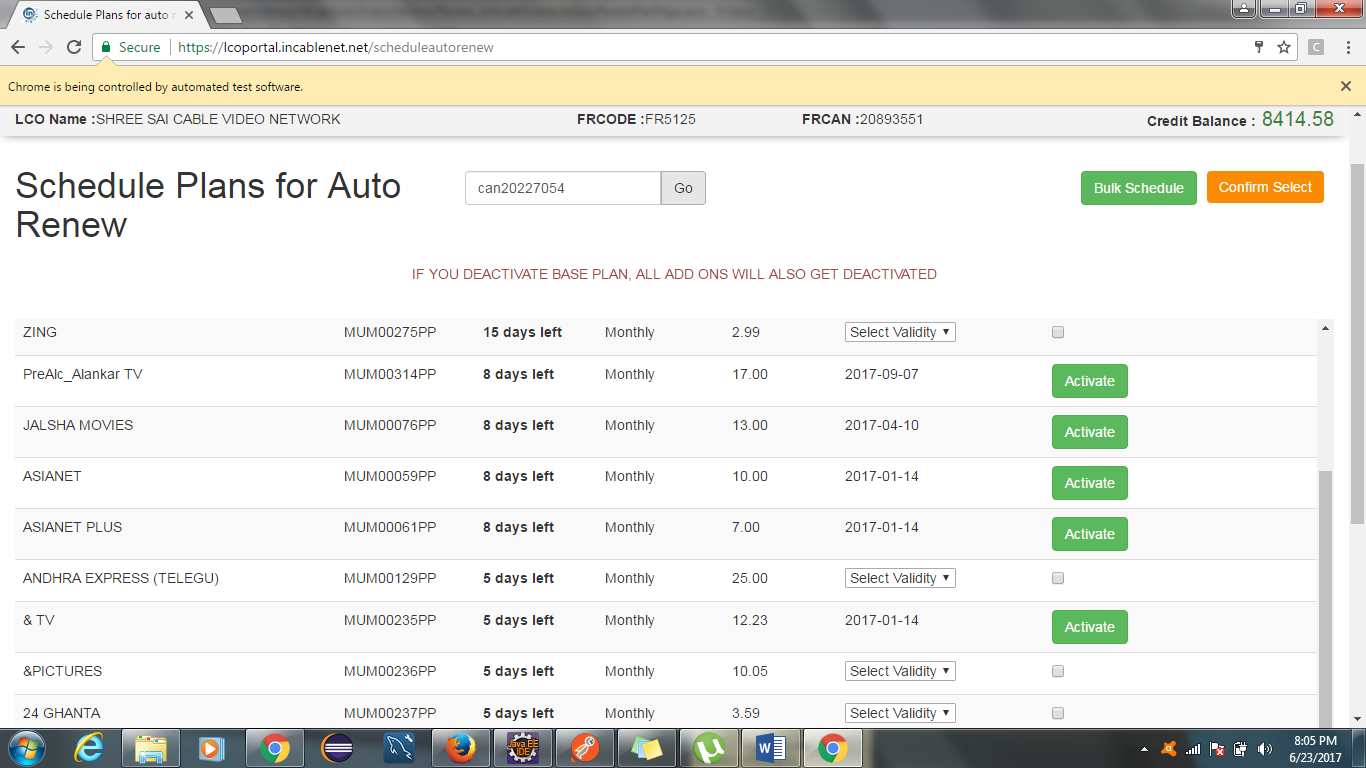 Schedule Plans for auto r
Secure https://lcoportal.incablenet.net/scheduleautorenew
C
Chrome is being controlled by automated test software.
LCO Name :SHREE SAI CABLE VIDEO NETWORK FRCODE :FR5125 FRCAN :20893551 Credit Balance : 8414.58
Schedule Plans for Auto
Renew
can20227054 Go Bulk Schedule Confirm Select
IF YOU DEACTIVATE BASE PLAN, ALL ADD ONS WILL ALSO GET DEACTIVATED
ZING MUM00275PP 15 days left Monthly 2.99 Select Validity
PreAlc_Alankar TV MUM00314PP 8 days left Monthly 17.00 2017-09-07 Activate
JALSHA MOVIES MUM00076PP 8 days left Monthly 13.00 2017-04-10 Activate
ASIANET MUM00059PP 8 days left Monthly 10.00 2017-01-14 Activate
ASIANET PLUS MUM00061PP 8 days left Monthly 7.00 2017-01-14 Activate
ANDHRA EXPRESS (TELEGU) MUM00129PP 5 days left Monthly 25.00 Select Validity
& TV MUM00235PP 5 days left Monthly 12.23 2017-01-14 Activate
&PICTURES MUM00236PP 5 days left Monthly 10.05 Select Validity
24 GHANTA MUM00237PP 5 days left Monthly 3.59 Select Validity
Java EE
IDE
8:05 PM
6/23/2017